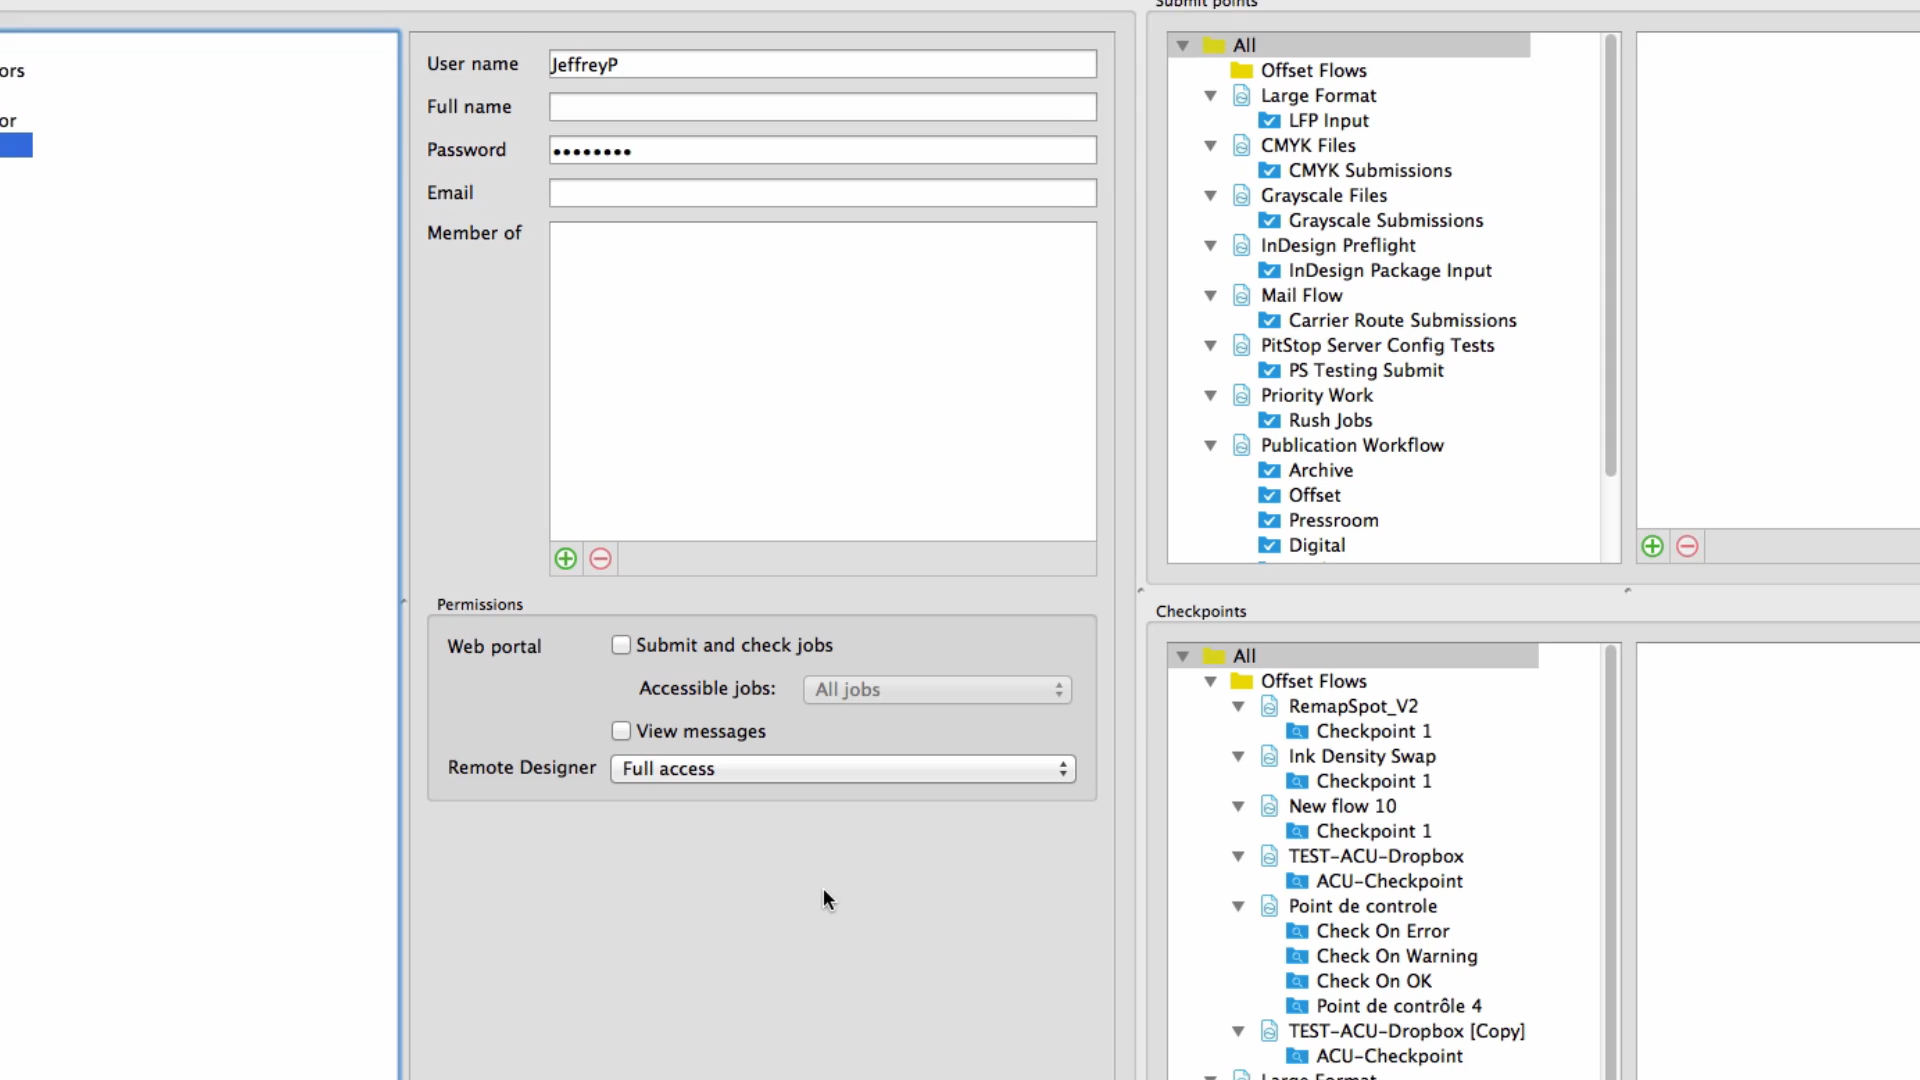 ors
or
User name
JeffreyP
Full name
Password
••••••••
Email
Member of
Permissions
Web portal
Submit and check jobs
Accessible jobs:
All jobs
View messages
Remote Designer
Full access
Submit points
All
Offset Flows
Large Format
LFP Input
CMYK Files
CMYK Submissions
Grayscale Files
Grayscale Submissions
InDesign Preflight
InDesign Package Input
Mail Flow
Carrier Route Submissions
PitStop Server Config Tests
PS Testing Submit
Priority Work
Rush Jobs
Publication Workflow
Archive
Offset
Pressroom
Digital
Checkpoints
All
Offset Flows
RemapSpot_V2
Checkpoint 1
Ink Density Swap
Checkpoint 1
New flow 10
Checkpoint 1
TEST-ACU-Dropbox
ACU-Checkpoint
Point de controle
Check On Error
Check On Warning
Check On OK
Point de contrôle 4
TEST-ACU-Dropbox [Copy]
ACU-Checkpoint
Large Format